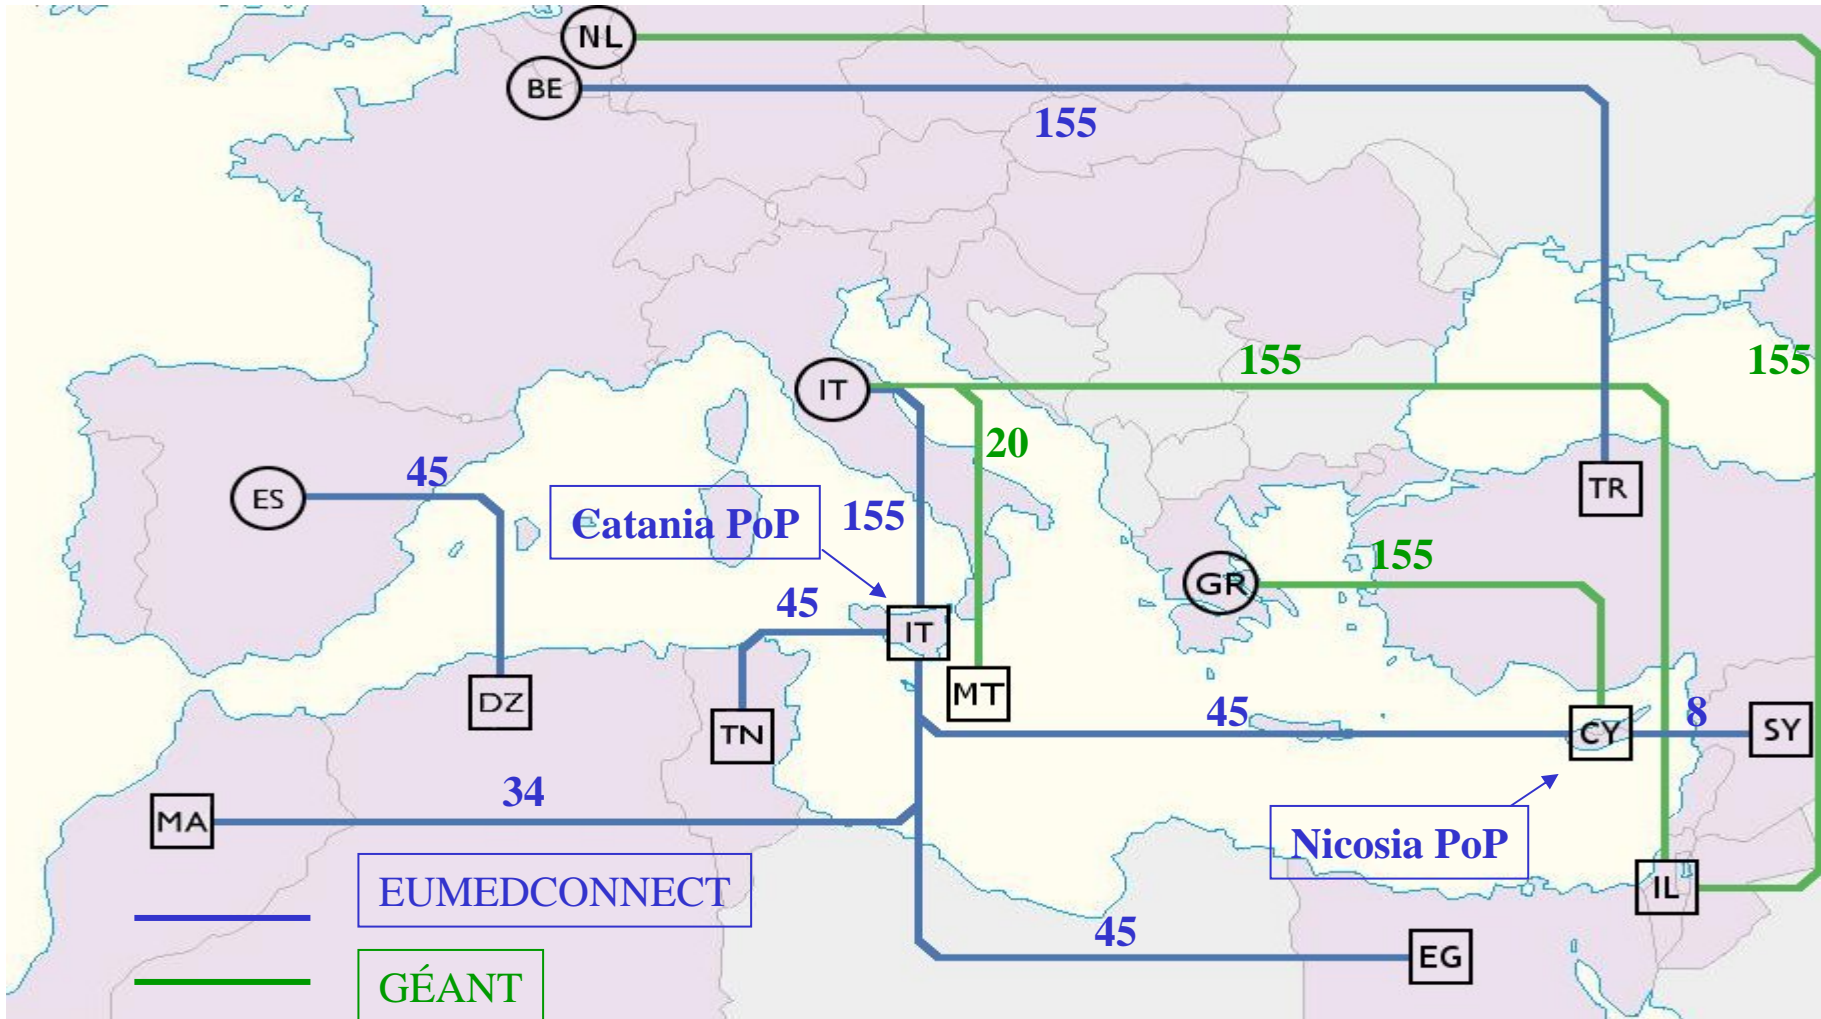 NL
BE
155
155
155
IT
20
45
ES
Catania PoP
155
TR
155
GR
45
IT
DZ
TN
MT
45
CY
8
SY
34
MA
Nicosia PoP
EUMEDCONNECT
IL
45
EG
GÉANT